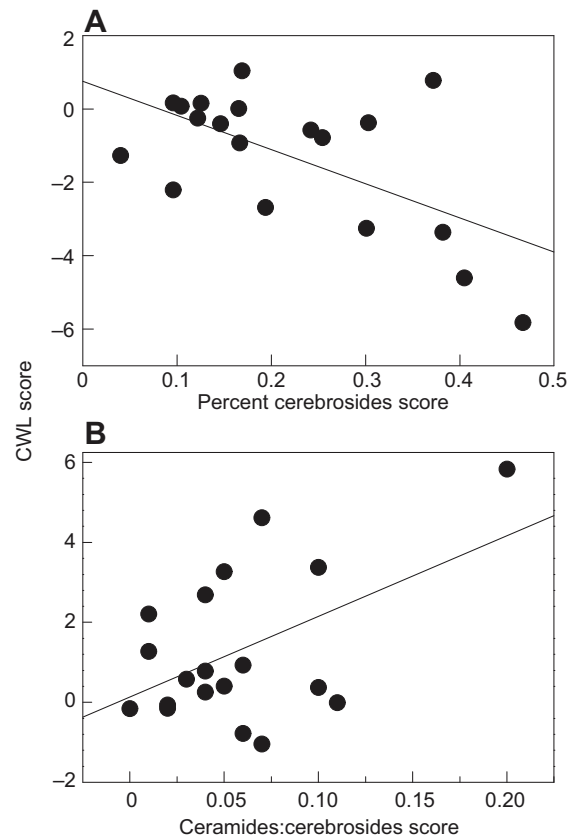 A
2
0
–2
–4
–6
0 0.1 0.2 0.3 0.4 0.5
Percent cerebrosides score
CWL score
B
6
4
2
0
–2
0 0.05 0.10 0.15 0.20
Ceramides:cerebrosides score